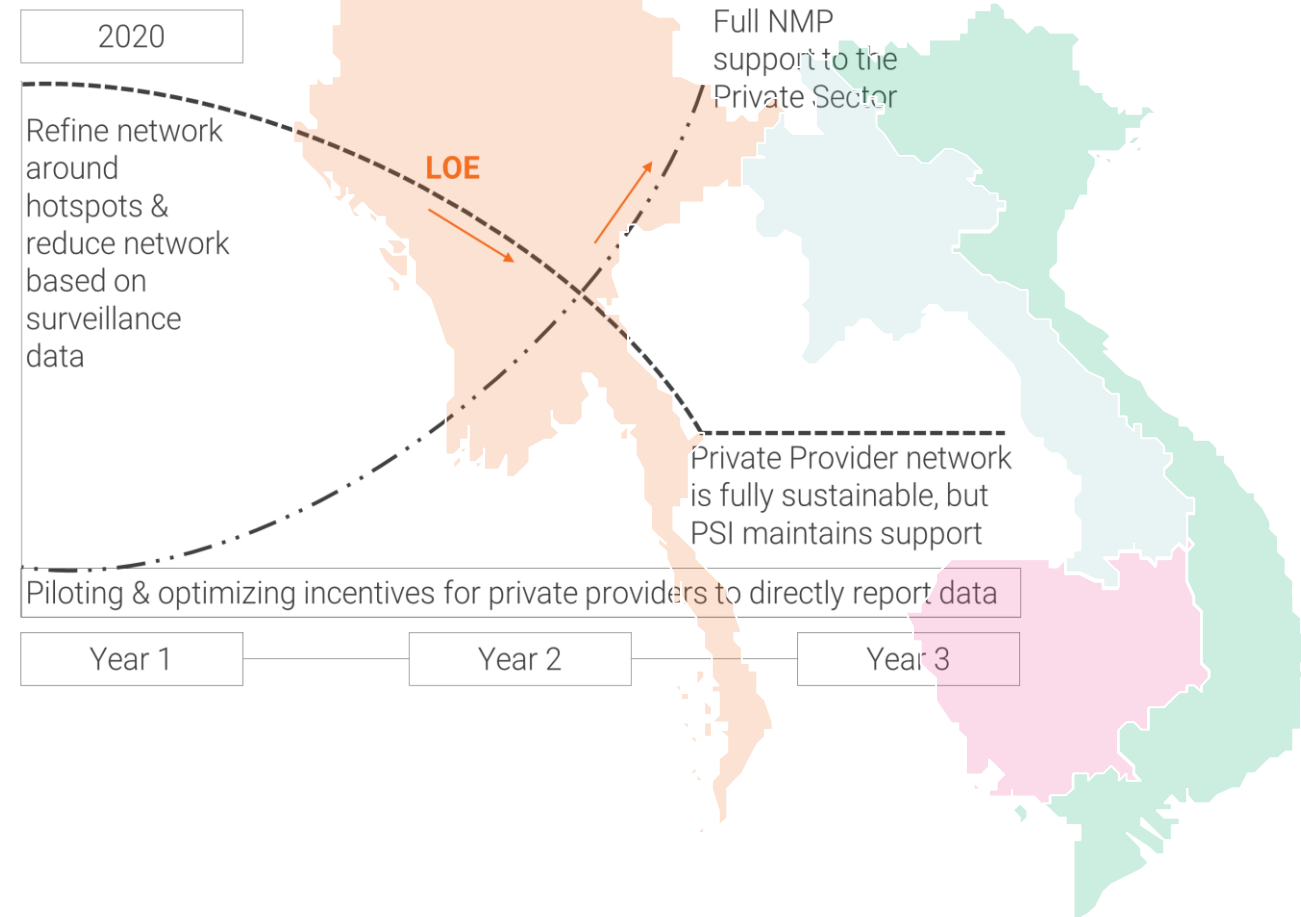 2020
Full NMP
support to the
Private Sector
Refine network
around
hotspots &
reduce network
based on
surveillance
data
LOE
Private Provider network
is fully sustainable, but
PSI maintains support
Piloting & optimizing incentives for private providers to directly report data
Year 1
Year 2
Year 3